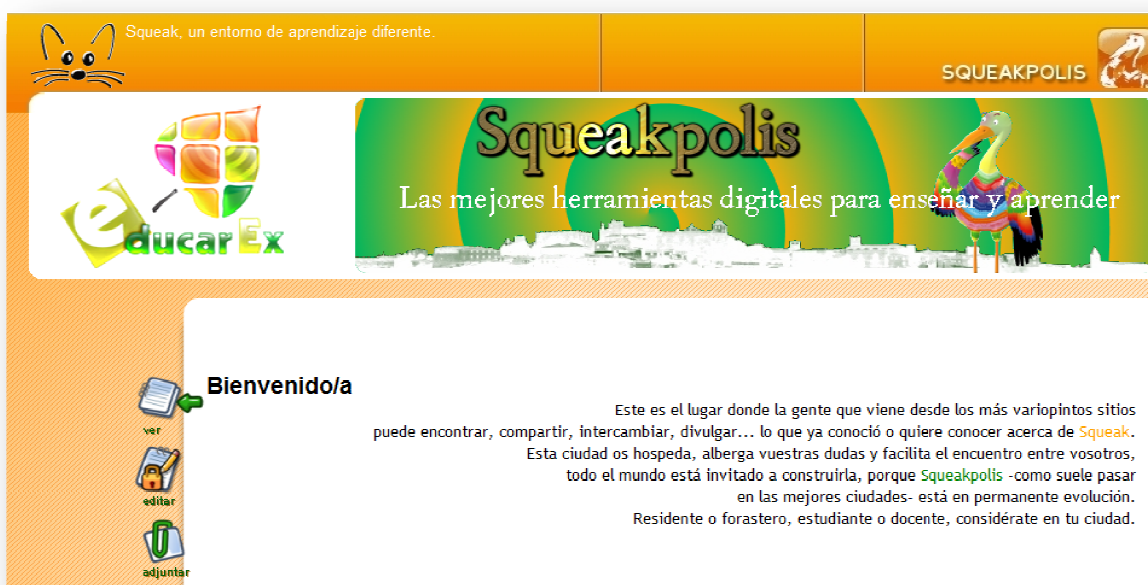 Squeak, un entorno de aprendizaje diferente.
SQUEAKPOLIS
educarEx
Squeakpolis
Las mejores herramientas digitales para enseñar y aprender
Bienvenido/a
Este es el lugar donde la gente que viene desde los más variopintos sitios
puede encontrar, compartir, intercambiar, divulgar... lo que ya conoció o quiere conocer acerca de Squeak.
Esta ciudad os hospeda, alberga vuestras dudas y facilita el encuentro entre vosotros,
todo el mundo está invitado a construirla, porque Squeakpolis -como suele pasar
en las mejores ciudades- está en permanente evolución.
Residente o forastero, estudiante o docente, considérate en tu ciudad.
ver
editar
adjuntar